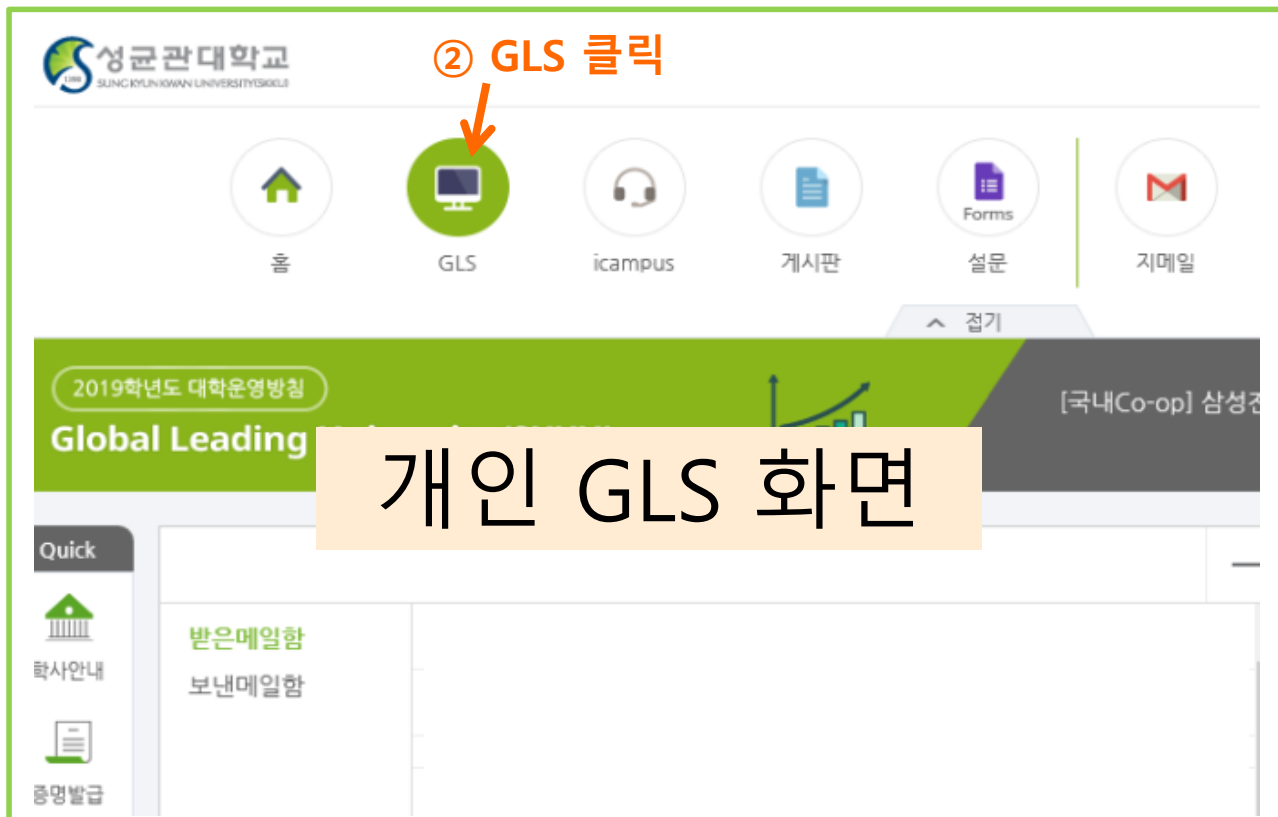 성균관대학교
SUNG KYUN KWAN UNIVERSITY(SKKU)
② GLS 클릭
Forms
홈 GLS icampus 게시판 설문 지메일
접기
2019학년도 대학운영방침
[국내Co-op] 삼성전
Global Leading
개인 GLS 화면
Quick
받은메일함
학사안내
보낸메일함
증명발급